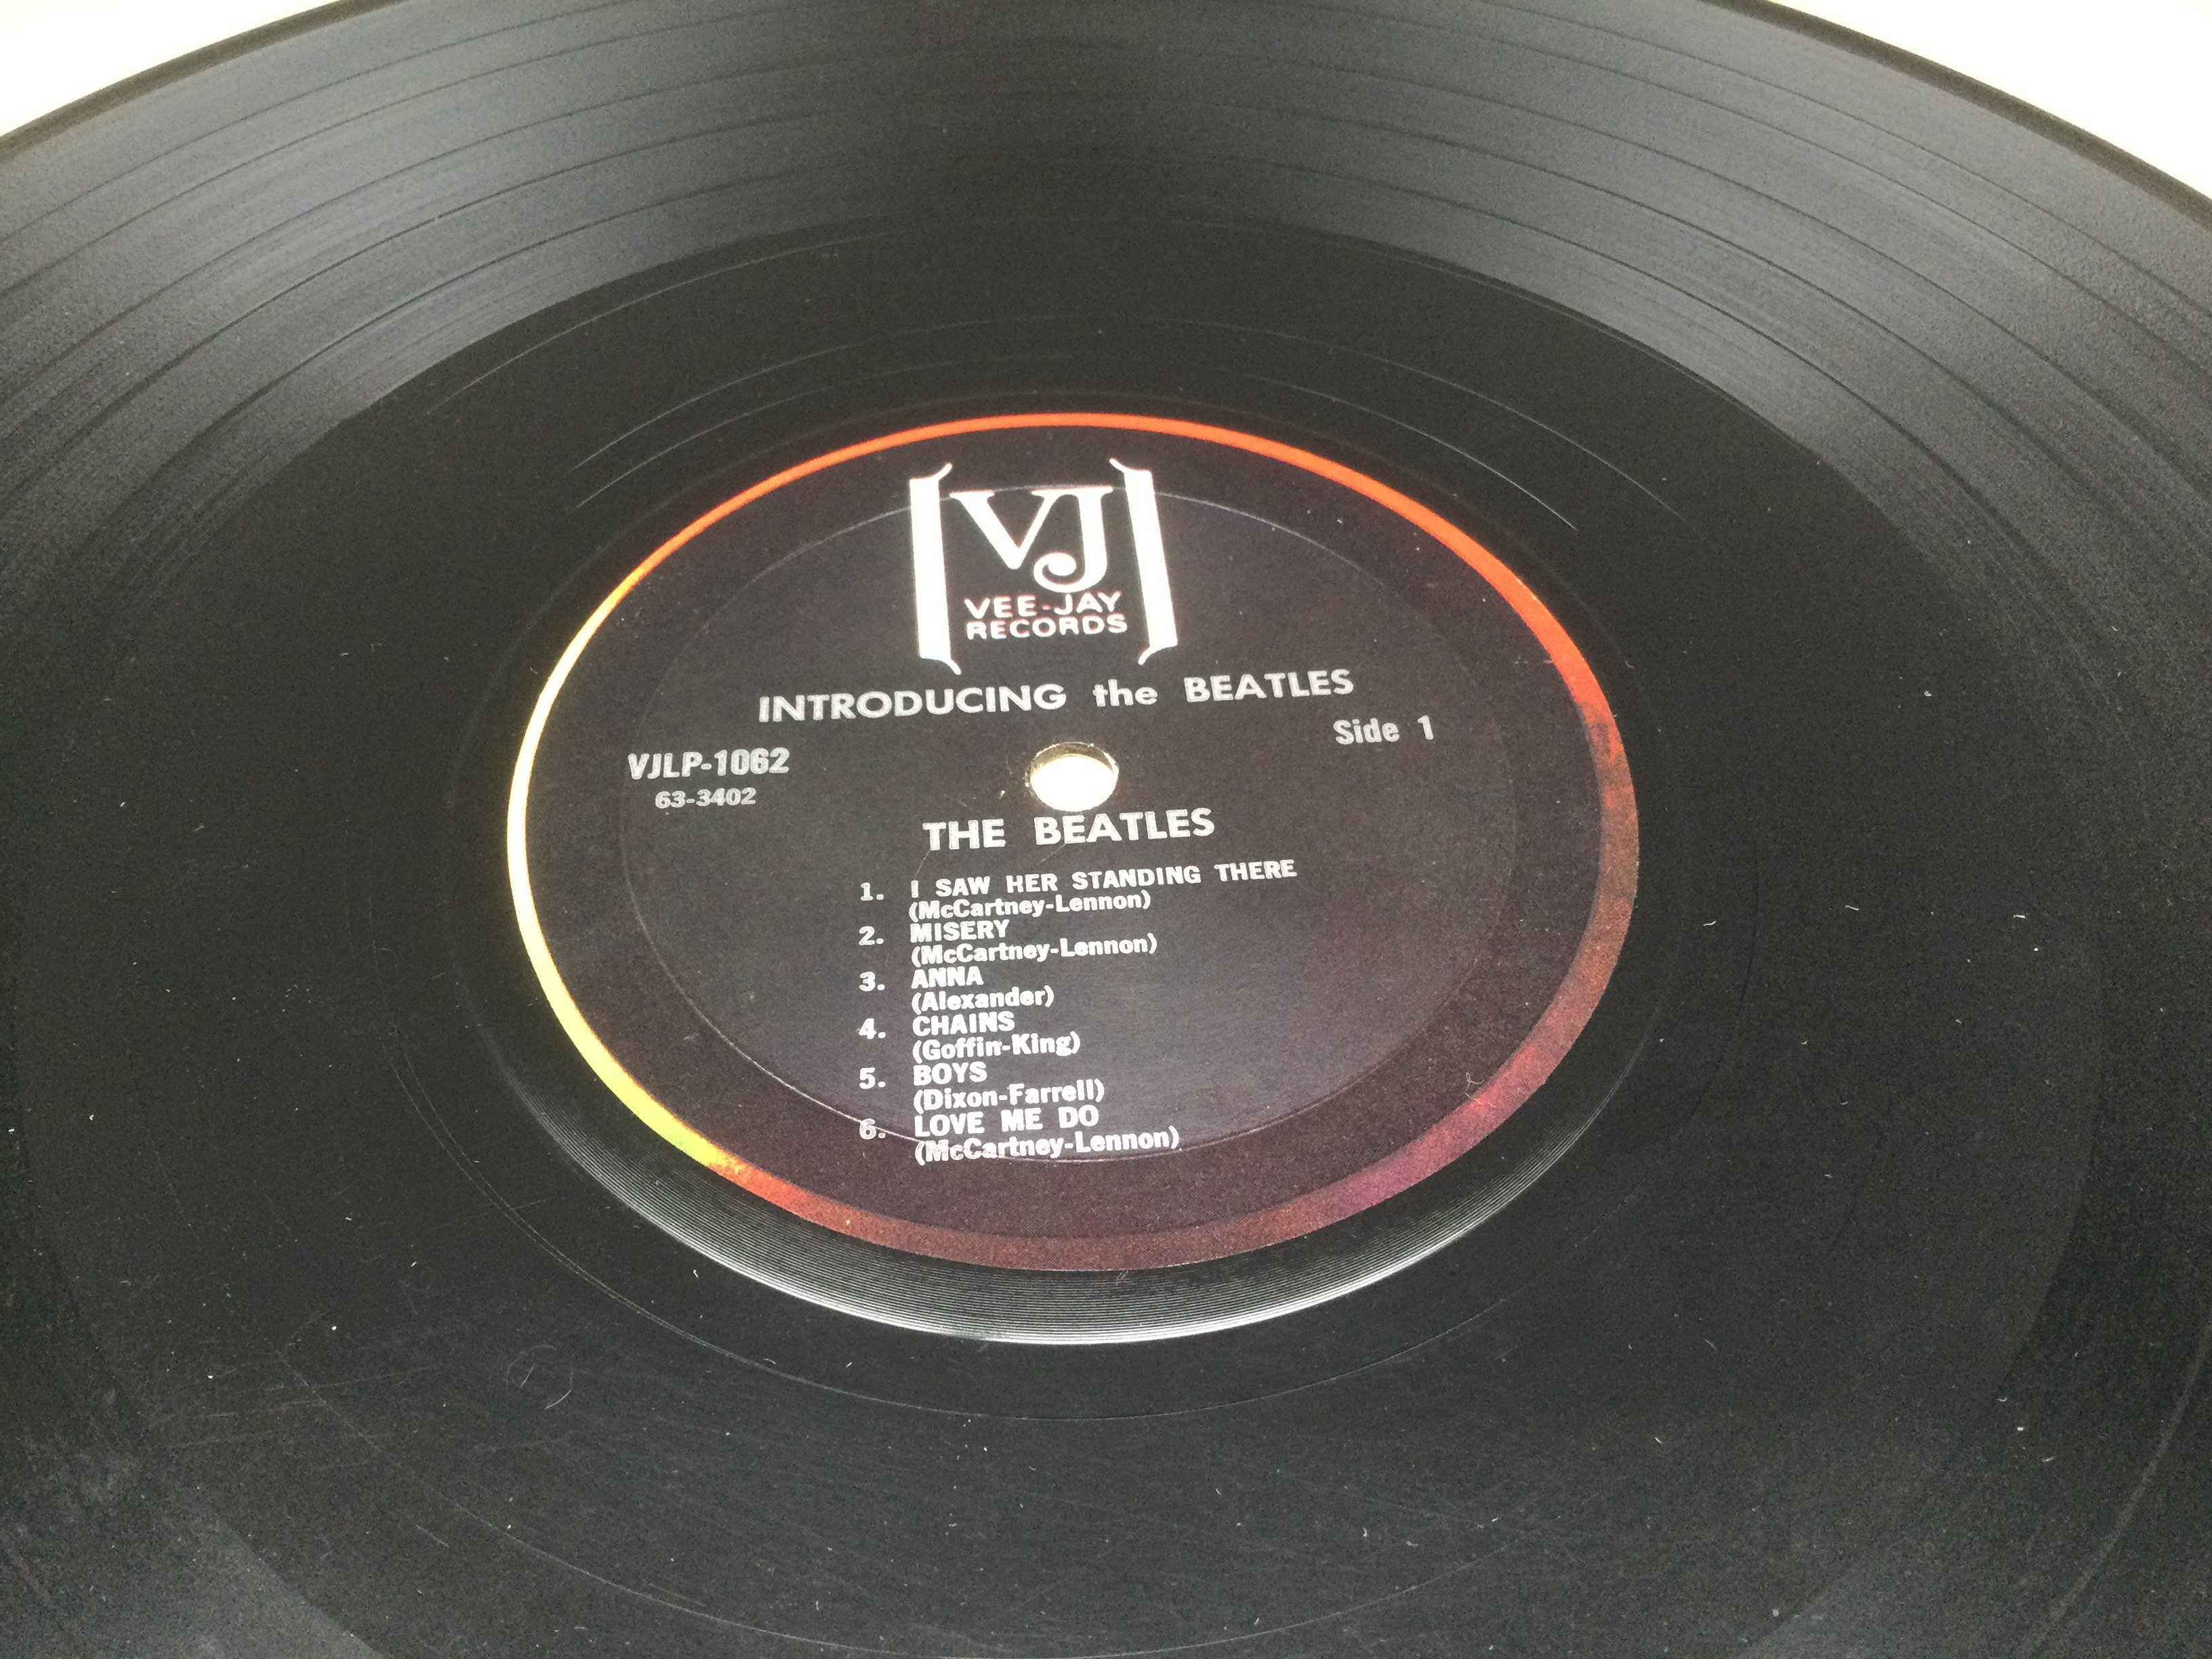 VJ
VEE-JAY
RECORDS
INTRODUCING the BEATLES
Side 1
VJLP-1062
63-3402
THE BEATLES
1. I SAW HER STANDING THERE
(McCartney-Lennon)
2. MISERY
(McCartney-Lennon)
3. ANNA
(Alexander)
4. CHAINS
(Goffin-King)
5. BOYS
(Dixon-Farrell)
6. LOVE ME DO
(McCartney-Lennon)